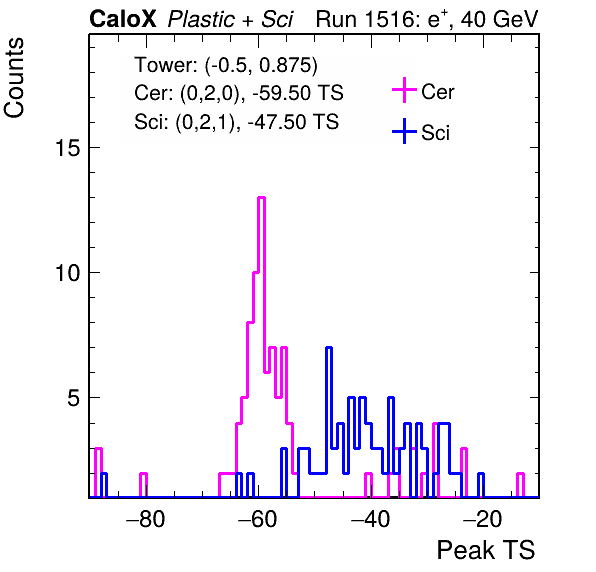 CaloX Plastic + Sci Run 1516: e+, 40 GeV
Counts
Tower: (-0.5, 0.875)
Cer: (0,2,0), -59.50 TS
Sci: (0,2,1), -47.50 TS
Cer
Sci
15
10
5
−80 −60 −40 −20
Peak TS